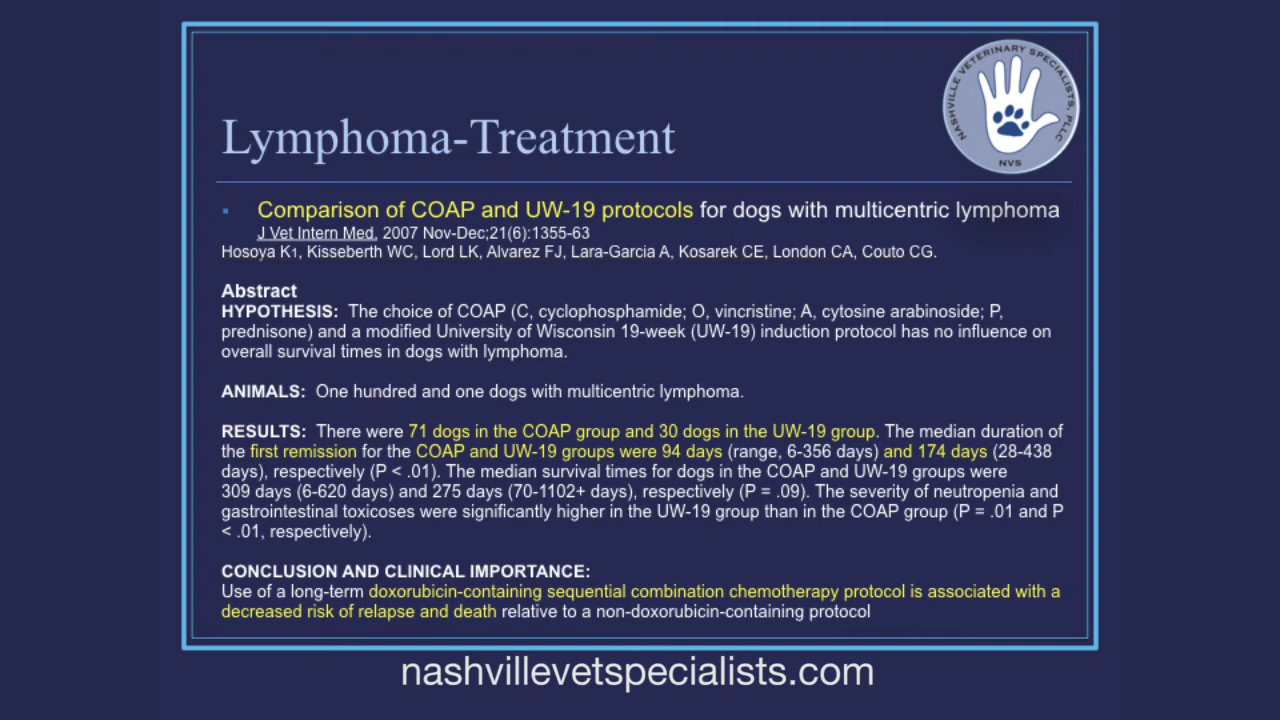 NASHVILLE VETERINARY SPECIALISTS, PLLC
NVS
Lymphoma-Treatment
▪ Comparison of COAP and UW-19 protocols for dogs with multicentric lymphoma
J Vet Intern Med. 2007 Nov-Dec;21(6):1355-63
Hosoya K1, Kisseberth WC, Lord LK, Alvarez FJ, Lara-Garcia A, Kosarek CE, London CA, Couto CG.
Abstract
HYPOTHESIS: The choice of COAP (C, cyclophosphamide; O, vincristine; A, cytosine arabinoside; P,
prednisone) and a modified University of Wisconsin 19-week (UW-19) induction protocol has no influence on
overall survival times in dogs with lymphoma.
ANIMALS: One hundred and one dogs with multicentric lymphoma.
RESULTS: There were 71 dogs in the COAP group and 30 dogs in the UW-19 group. The median duration of
the first remission for the COAP and UW-19 groups were 94 days (range, 6-356 days) and 174 days (28-438
days), respectively (P < .01). The median survival times for dogs in the COAP and UW-19 groups were
309 days (6-620 days) and 275 days (70-1102+ days), respectively (P = .09). The severity of neutropenia and
gastrointestinal toxicoses were significantly higher in the UW-19 group than in the COAP group (P = .01 and P
< .01, respectively).
CONCLUSION AND CLINICAL IMPORTANCE:
Use of a long-term doxorubicin-containing sequential combination chemotherapy protocol is associated with a
decreased risk of relapse and death relative to a non-doxorubicin-containing protocol
nashvillevetspecialists.com